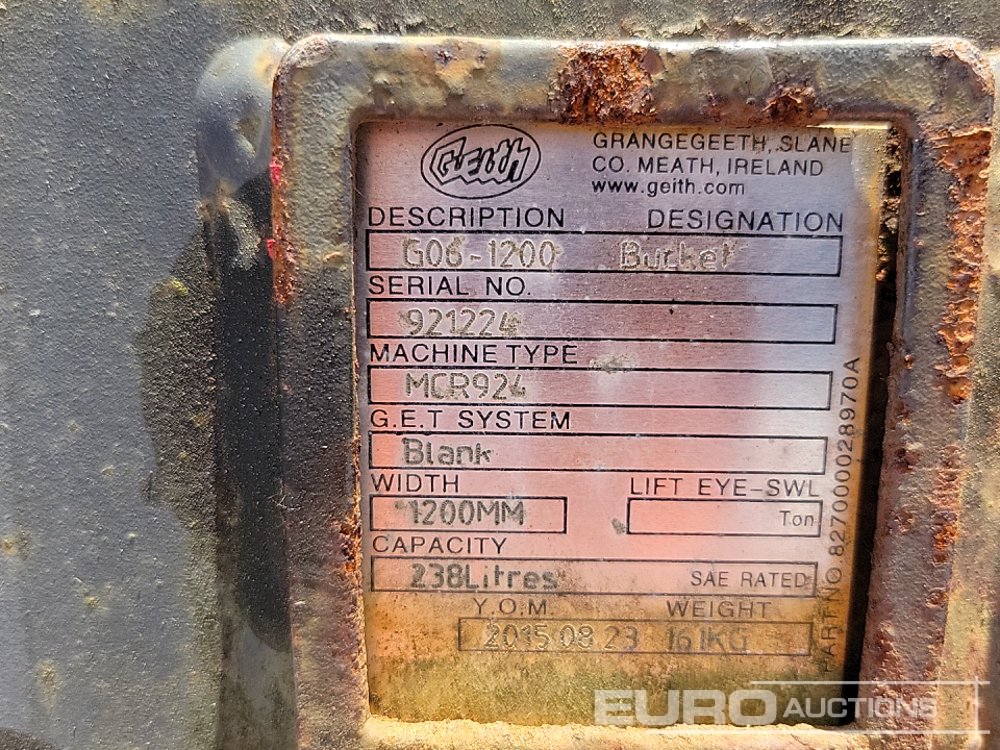 Geith
GRANGEGEETH, SLANE
CO. MEATH, IRELAND
www.geith.com
DESCRIPTION DESIGNATION
G06-1200 Bucket
SERIAL NO.
921224
MACHINE TYPE
MCR924
G.E.T SYSTEM
Blank
WIDTH LIFT EYE-SWL
1200MM Ton
CAPACITY
238Litres SAE RATED
Y.O.M. WEIGHT
2015 08 23 161KG
PART NO. 827000028970A
EURO AUCTIONS